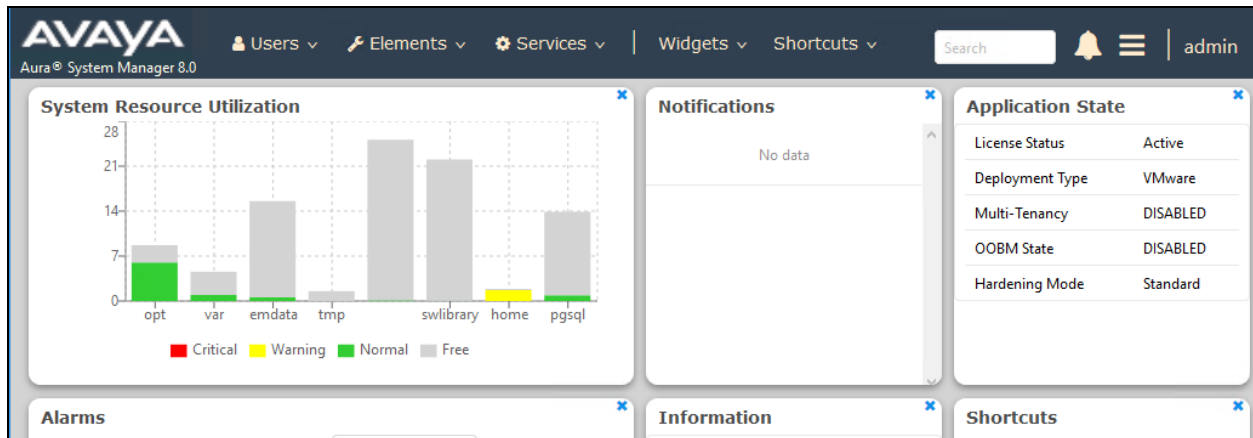 AVAYA
Aura® System Manager 8.0
Users Elements Services | Widgets Shortcuts Search admin
System Resource Utilization
28
21
14
7
0
opt var emdata tmp swlibrary home pgsql
Critical Warning Normal Free
Notifications
No data
Application State
License Status Active
Deployment Type VMware
Multi-Tenancy DISABLED
OOBM State DISABLED
Hardening Mode Standard
Alarms
Information
Shortcuts